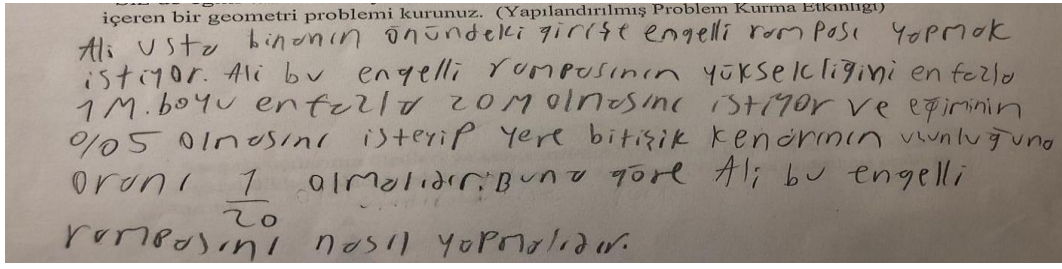 içeren bir geometri problemi kurunuz. (Yapılandırılmış Problem Kurma Etkinliği)
Ali usta binanın önündeki girişe engelli rampası yapmak
istiyor. Ali bu engelli rampasının yüksekliğini en fazla
1 M. boyu en fazla 20 M olmasını istiyor ve eğiminin
%05 olmasını isteyip yere bitişik kenarının uzunluğuna
oranı 1/20 olmalıdır. Buna göre Ali bu engelli
rampasını nasıl yapmalıdır.